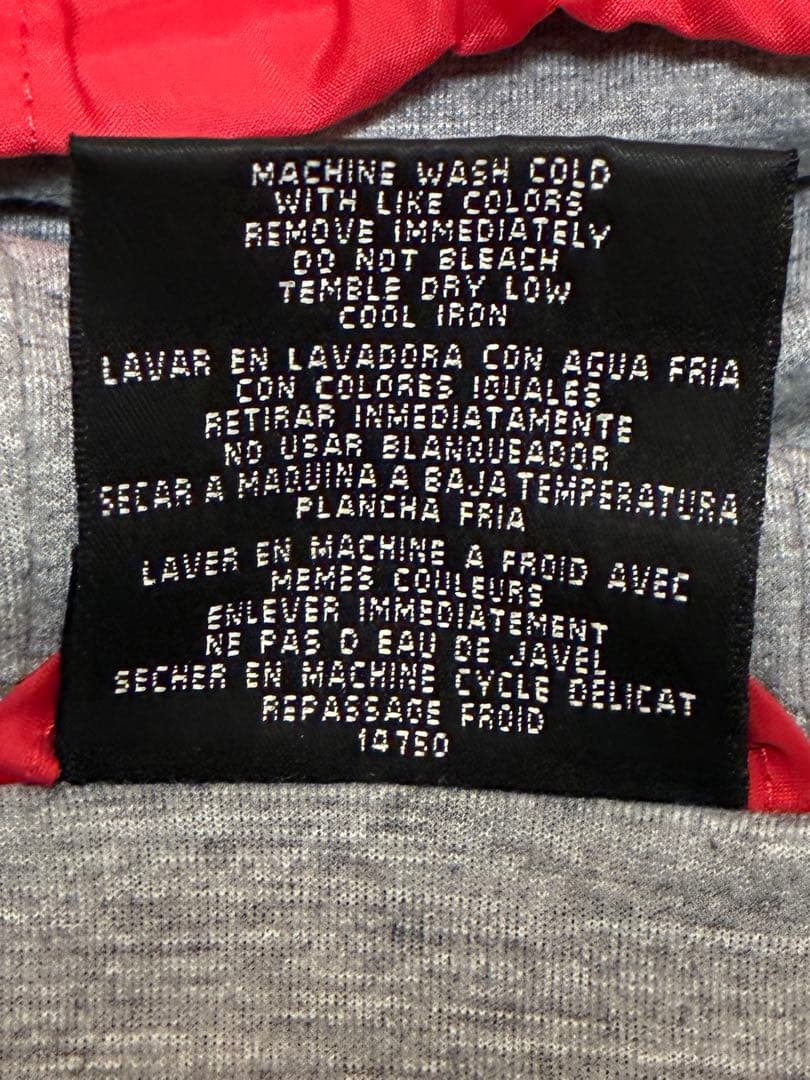 MACHINE WASH COLD
WITH LIKE COLORS
REMOVE IMMEDIATELY
DO NOT BLEACH
TEMBLE DRY LOW
COOL IRON
LAVAR EN LAVADORA CON AGUA FRIA
CON COLORES IGUALES
RETIRAR INMEDIATAMENTE
NO USAR BLANQUEADOR
SECAR A MAQUINA A BAJA TEMPERATURA
PLANCHA FRIA
LAVER EN MACHINE A FROID AVEC
MEMES COULEURS
ENLEVER IMMEDIATEMENT
NE PAS D EAU DE JAVEL
SECHER EN MACHINE CYCLE DELICAT
REPASSAGE FROID
14750